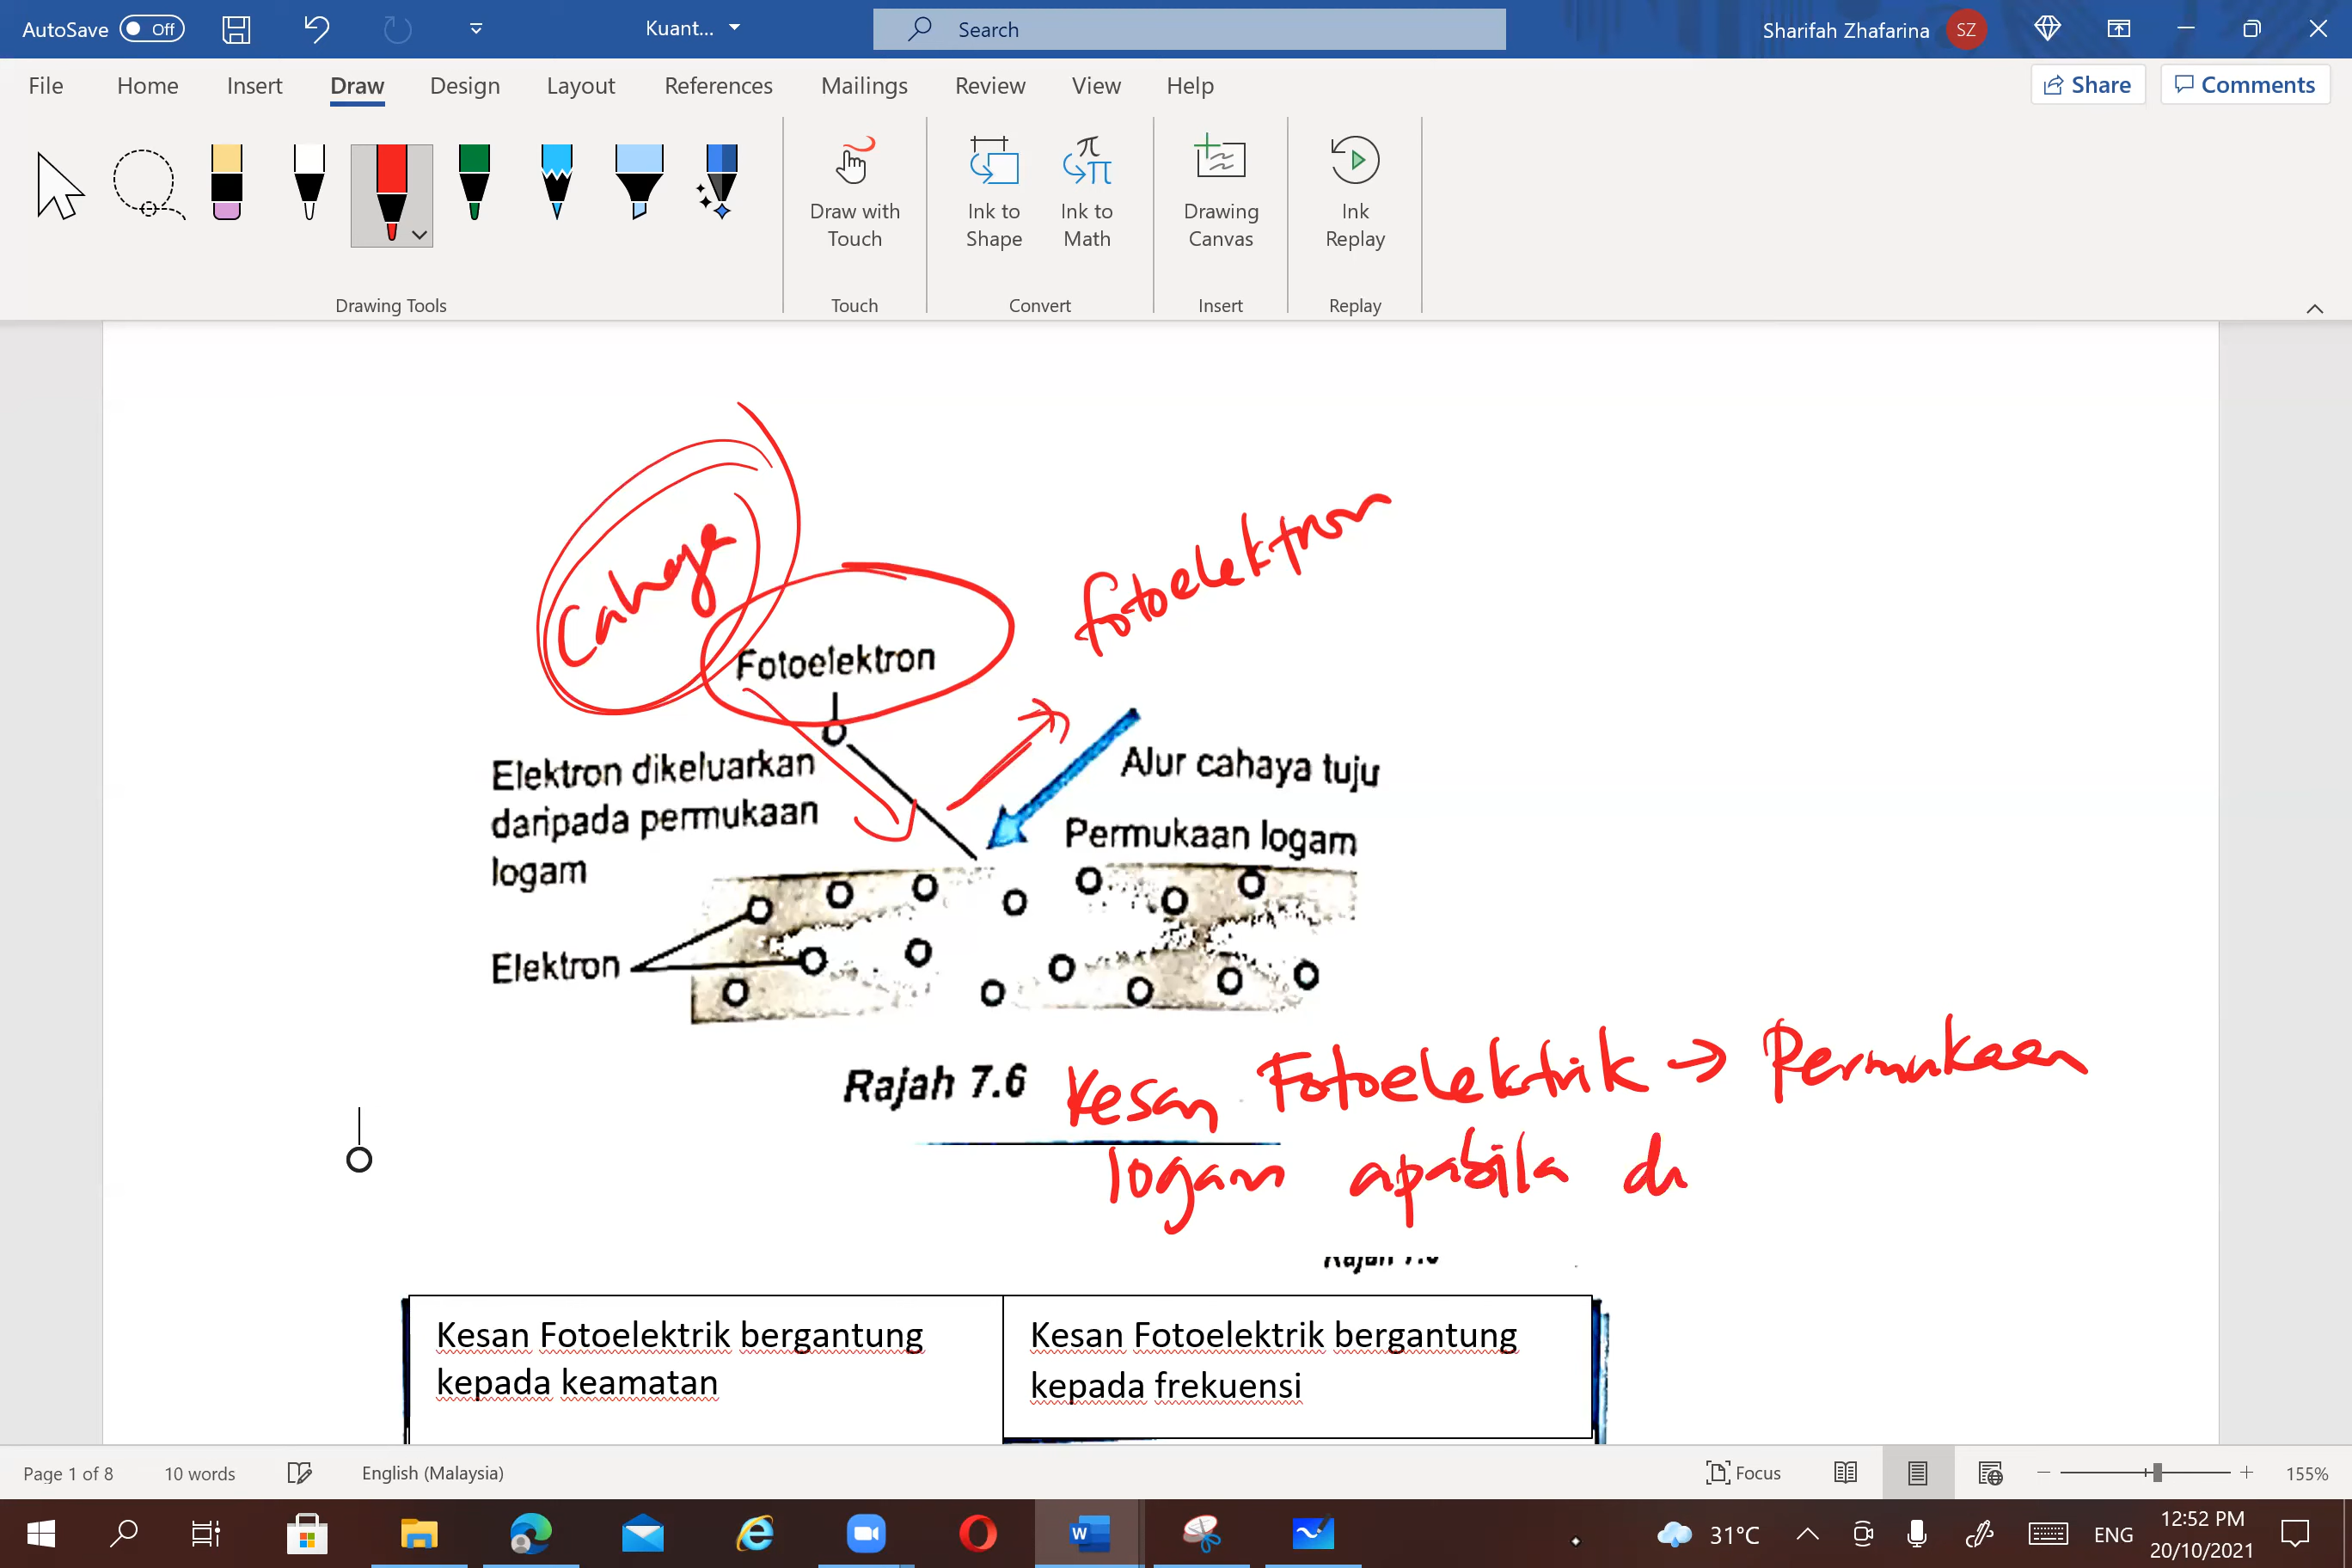 AutoSave Off Kuant... Search Sharifah Zhafarina SZ
File Home Insert Draw Design Layout References Mailings Review View Help Share Comments
Draw with Touch
Ink to Shape
Ink to Math
Drawing Canvas
Ink Replay
Drawing Tools Touch Convert Insert Replay
Cahaya
fotoelektron
Fotoelektron
Elektron dikeluarkan
daripada permukaan
logam
Alur cahaya tuju
Permukaan logam
Elektron
Rajah 7.6
Kesan Fotoelektrik → Permukaan
logam apabila di
Kesan Fotoelektrik bergantung
kepada keamatan
Kesan Fotoelektrik bergantung
kepada frekuensi
Page 1 of 8 10 words English (Malaysia) Focus 155%
31°C ENG 12:52 PM
20/10/2021